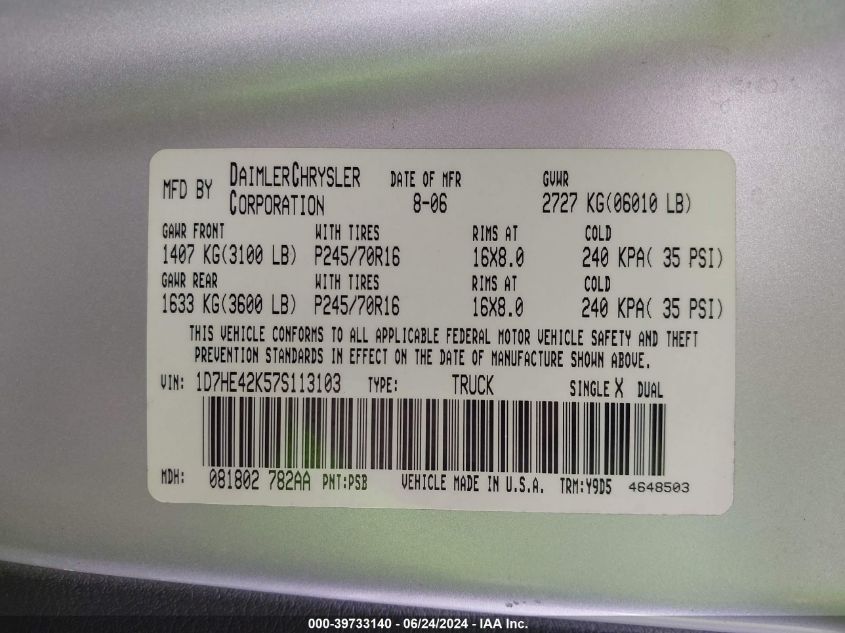 MFD BY DAIMLERCHRYSLER CORPORATION DATE OF MFR 8-06 GVWR 2727 KG(06010 LB)
GAWR FRONT WITH TIRES RIMS AT COLD
1407 KG(3100 LB) P245/70R16 16X8.0 240 KPA( 35 PSI)
GAWR REAR WITH TIRES RIMS AT COLD
1633 KG(3600 LB) P245/70R16 16X8.0 240 KPA( 35 PSI)
THIS VEHICLE CONFORMS TO ALL APPLICABLE FEDERAL MOTOR VEHICLE SAFETY AND THEFT
PREVENTION STANDARDS IN EFFECT ON THE DATE OF MANUFACTURE SHOWN ABOVE.
VIN: 1D7HE42K57S113103 TYPE: TRUCK SINGLE X DUAL
MDH: 081802 782AA PNT:PSB VEHICLE MADE IN U.S.A. TRM:Y9D5 4648503
000-39733140 - 06/24/2024 - IAA Inc.